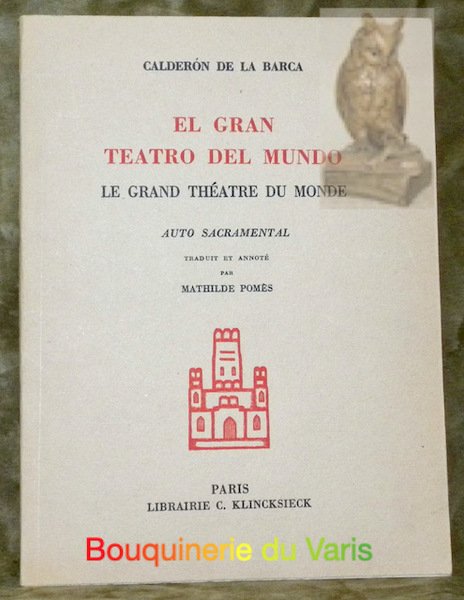 CALDERÓN DE LA BARCA
EL GRAN
TEATRO DEL MUNDO
LE GRAND THÉATRE DU MONDE
AUTO SACRAMENTAL
TRADUIT ET ANNOTÉ
PAR
MATHILDE POMÈS
PARIS
LIBRAIRIE C. KLINCKSIECK
Bouquinerie du Varis